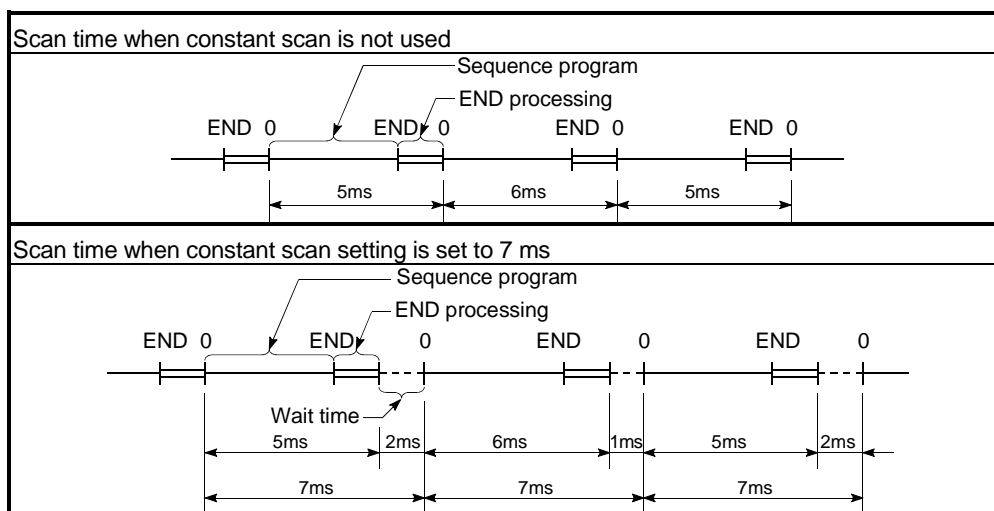 Scan time when constant scan is not used
Sequence program
END processing
END 0 END 0 END 0 END 0
5ms 6ms 5ms
Scan time when constant scan setting is set to 7 ms
Sequence program
END processing
END 0 END 0 END 0 END 0
Wait time
5ms 2ms 6ms 1ms 5ms 2ms
7ms 7ms 7ms